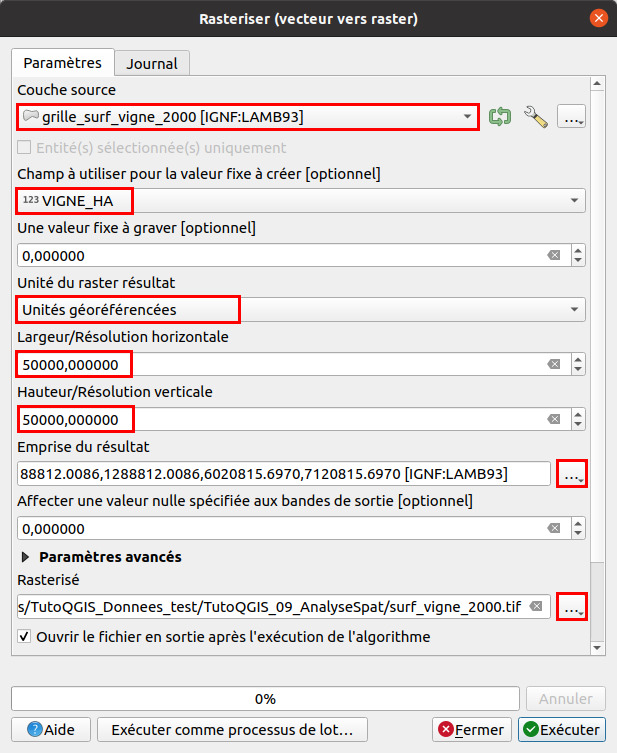 Rasteriser (vecteur vers raster)
Paramètres
Journal
Couche source
grille_surf_vigne_2000 [IGNF:LAMB93]
...
Entité(s) sélectionnée(s) uniquement
Champ à utiliser pour la valeur fixe à créer [optionnel]
123 VIGNE_HA
Une valeur fixe à graver [optionnel]
0,000000
Unité du raster résultat
Unités géoréférencées
Largeur/Résolution horizontale
50000,000000
Hauteur/Résolution verticale
50000,000000
Emprise du résultat
88812.0086,1288812.0086,6020815.6970,7120815.6970 [IGNF:LAMB93]
...
Affecter une valeur nulle spécifiée aux bandes de sortie [optionnel]
0,000000
Paramètres avancés
Rasterisé
s/TutoQGIS_Donnees_test/TutoQGIS_09_AnalyseSpat/surf_vigne_2000.tif
...
Ouvrir le fichier en sortie après l'exécution de l'algorithme
0%
Annuler
Aide
Exécuter comme processus de lot...
Fermer
Exécuter